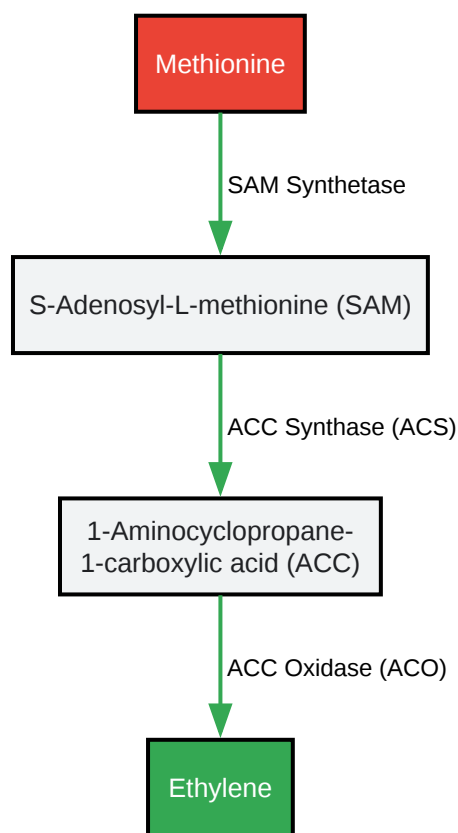 Methionine
SAM Synthetase
S-Adenosyl-L-methionine (SAM)
ACC Synthase (ACS)
1-Aminocyclopropane-
1-carboxylic acid (ACC)
ACC Oxidase (ACO)
Ethylene